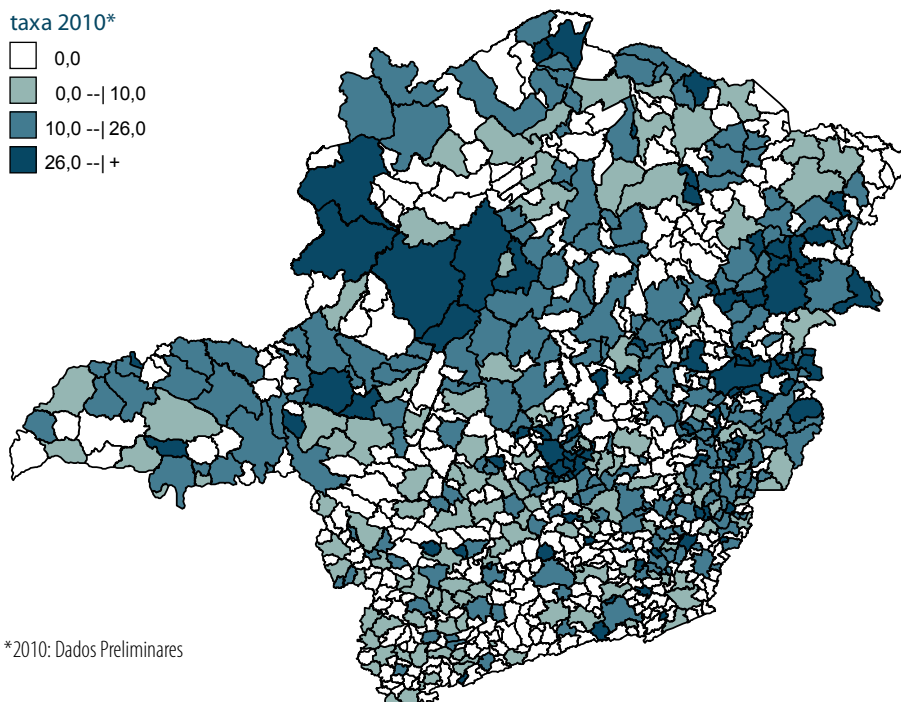 taxa 2010*
0,0
0,0 --| 10,0
10,0 --| 26,0
26,0 --| +
*2010: Dados Preliminares